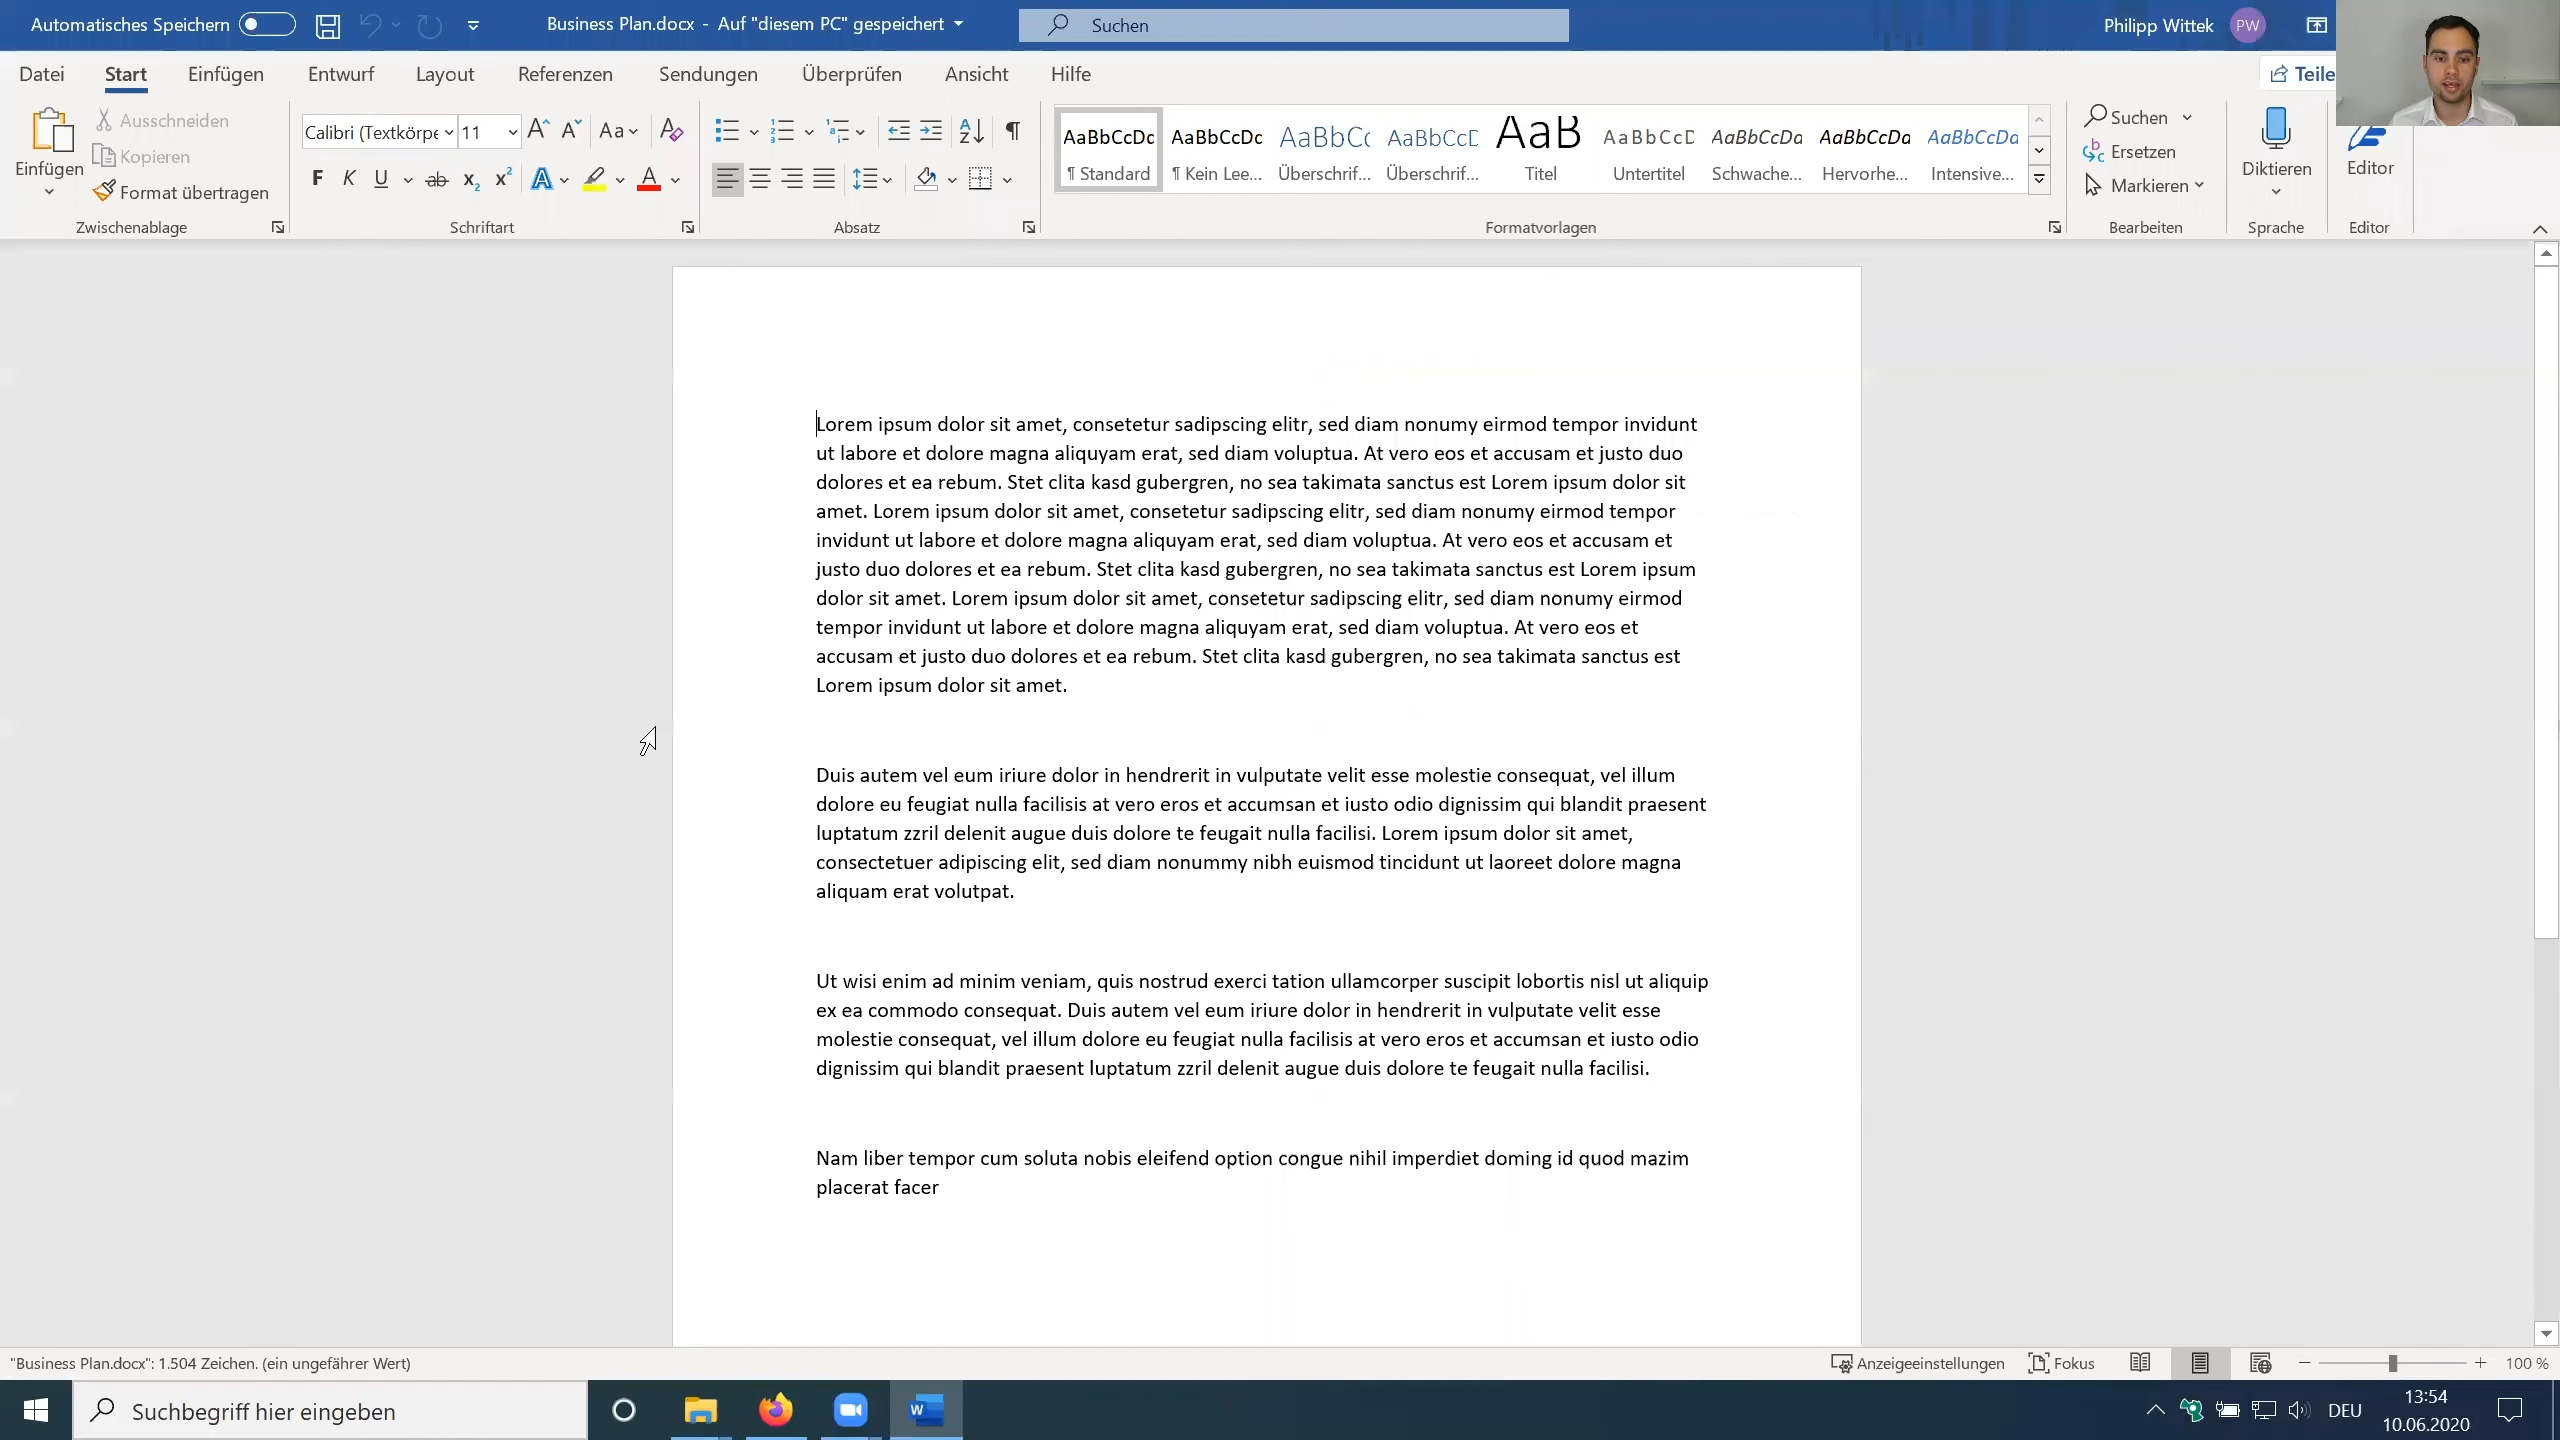 Automatisches Speichern
Business Plan.docx - Auf "diesem PC" gespeichert
Suchen
Philipp Wittek PW
Datei Start Einfügen Entwurf Layout Referenzen Sendungen Überprüfen Ansicht Hilfe
Teile
Einfügen
Ausschneiden
Kopieren
Format übertragen
Zwischenablage
Calibri (Textkörpe 11
Aa
F K U ab x₂ x² A A
Schriftart
Absatz
AaBbCcDc AaBbCcDc AaBbCc AaBbCcD AaB AaBbCcD AaBbCcDa AaBbCcDa AaBbCcDa
¶ Standard ¶ Kein Lee... Überschrif... Überschrif... Titel Untertitel Schwache... Hervorhe... Intensive...
Formatvorlagen
Suchen
Ersetzen
Markieren
Bearbeiten
Diktieren
Sprache
Editor
Editor
Lorem ipsum dolor sit amet, consetetur sadipscing elitr, sed diam nonumy eirmod tempor invidunt
ut labore et dolore magna aliquyam erat, sed diam voluptua. At vero eos et accusam et justo duo
dolores et ea rebum. Stet clita kasd gubergren, no sea takimata sanctus est Lorem ipsum dolor sit
amet. Lorem ipsum dolor sit amet, consetetur sadipscing elitr, sed diam nonumy eirmod tempor
invidunt ut labore et dolore magna aliquyam erat, sed diam voluptua. At vero eos et accusam et
justo duo dolores et ea rebum. Stet clita kasd gubergren, no sea takimata sanctus est Lorem ipsum
dolor sit amet. Lorem ipsum dolor sit amet, consetetur sadipscing elitr, sed diam nonumy eirmod
tempor invidunt ut labore et dolore magna aliquyam erat, sed diam voluptua. At vero eos et
accusam et justo duo dolores et ea rebum. Stet clita kasd gubergren, no sea takimata sanctus est
Lorem ipsum dolor sit amet.
Duis autem vel eum iriure dolor in hendrerit in vulputate velit esse molestie consequat, vel illum
dolore eu feugiat nulla facilisis at vero eros et accumsan et iusto odio dignissim qui blandit praesent
luptatum zzril delenit augue duis dolore te feugait nulla facilisi. Lorem ipsum dolor sit amet,
consectetuer adipiscing elit, sed diam nonummy nibh euismod tincidunt ut laoreet dolore magna
aliquam erat volutpat.
Ut wisi enim ad minim veniam, quis nostrud exerci tation ullamcorper suscipit lobortis nisl ut aliquip
ex ea commodo consequat. Duis autem vel eum iriure dolor in hendrerit in vulputate velit esse
molestie consequat, vel illum dolore eu feugiat nulla facilisis at vero eros et accumsan et iusto odio
dignissim qui blandit praesent luptatum zzril delenit augue duis dolore te feugait nulla facilisi.
Nam liber tempor cum soluta nobis eleifend option congue nihil imperdiet doming id quod mazim
placerat facer
"Business Plan.docx": 1.504 Zeichen. (ein ungefährer Wert)
Anzeigeeinstellungen Fokus 100 %
Suchbegriff hier eingeben
DEU
13:54
10.06.2020